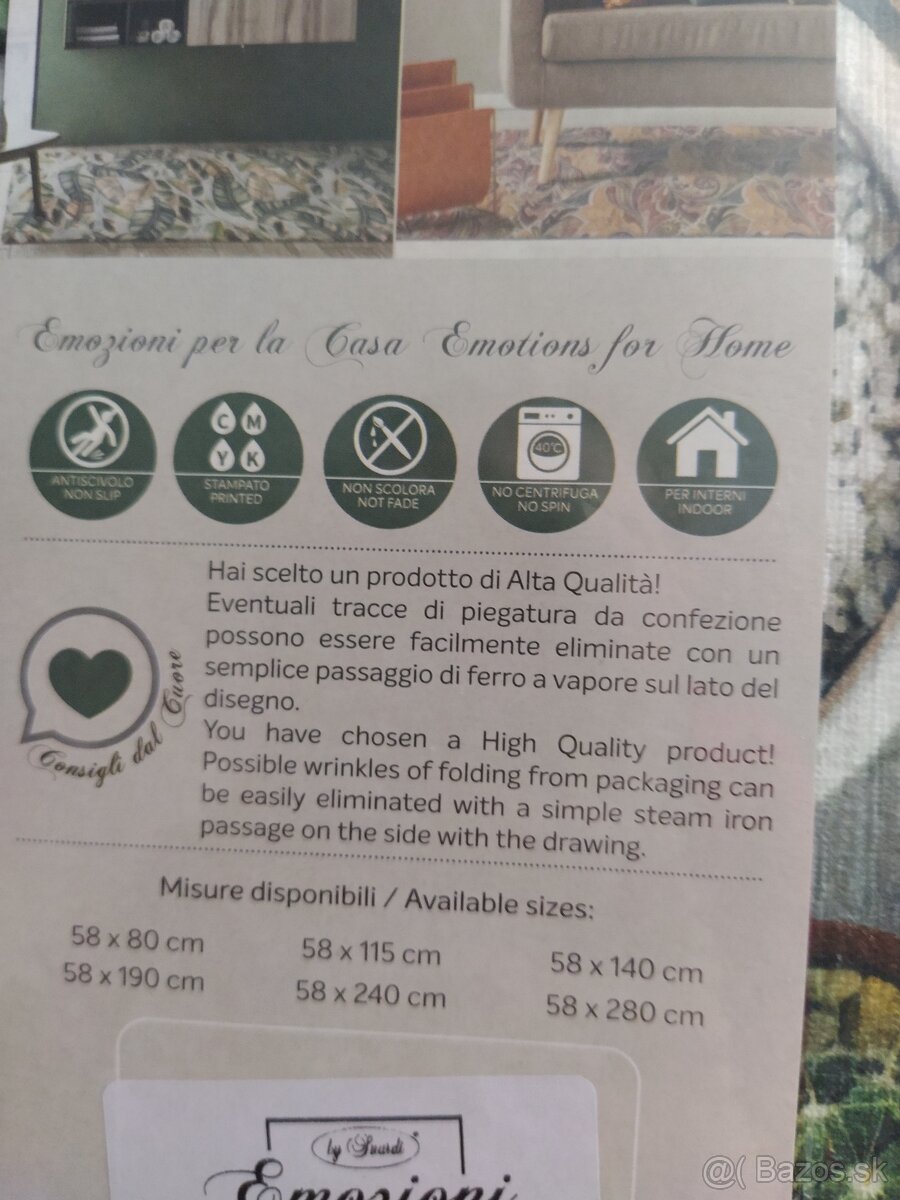 Emozioni per la Casa Emotions for Home
ANTISCIVOLO
NON SLIP
C M
Y K
STAMPATO
PRINTED
NON SCOLORA
NOT FADE
40°C
NO CENTRIFUGA
NO SPIN
PER INTERNI
INDOOR
Hai scelto un prodotto di Alta Qualità!
Eventuali tracce di piegatura da confezione
possono essere facilmente eliminate con un
semplice passaggio di ferro a vapore sul lato del
disegno.
You have chosen a High Quality product!
Possible wrinkles of folding from packaging can
be easily eliminated with a simple steam iron
passage on the side with the drawing.
Consigli dal Cuore
Misure disponibili / Available sizes:
58 x 80 cm 58 x 115 cm 58 x 140 cm
58 x 190 cm 58 x 240 cm 58 x 280 cm
by Suardi®
Emozioni
@( Bazos.sk